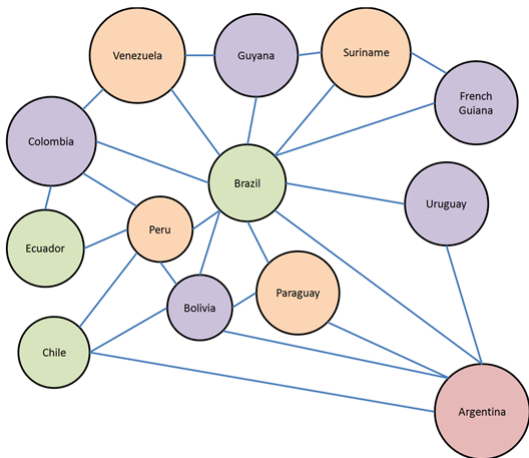 Venezuela
Guyana
Suriname
French
Guiana
Colombia
Brazil
Uruguay
Peru
Ecuador
Paraguay
Bolivia
Chile
Argentina